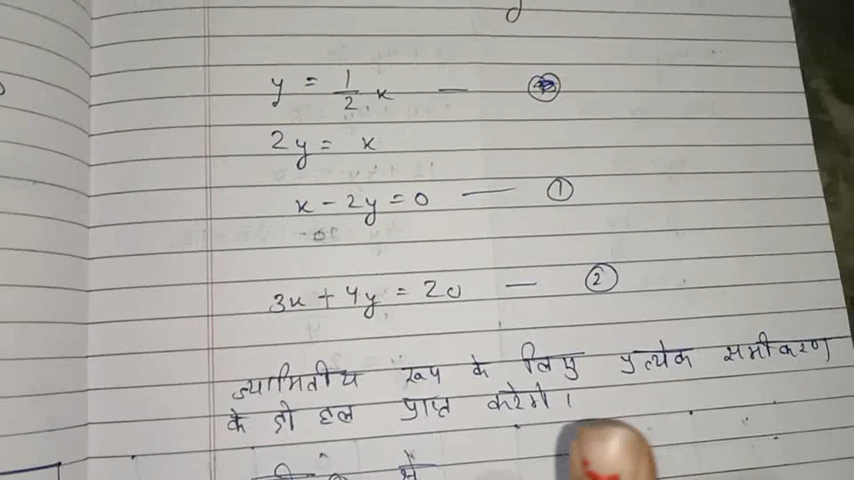 y = 1/2 x —
2y = x
x - 2y = 0 — ①
3x + 4y = 20 — ②
ज्यामितीय रूप के लिए प्रत्येक समीकरण
के दो हल प्राप्त करेगे।
में